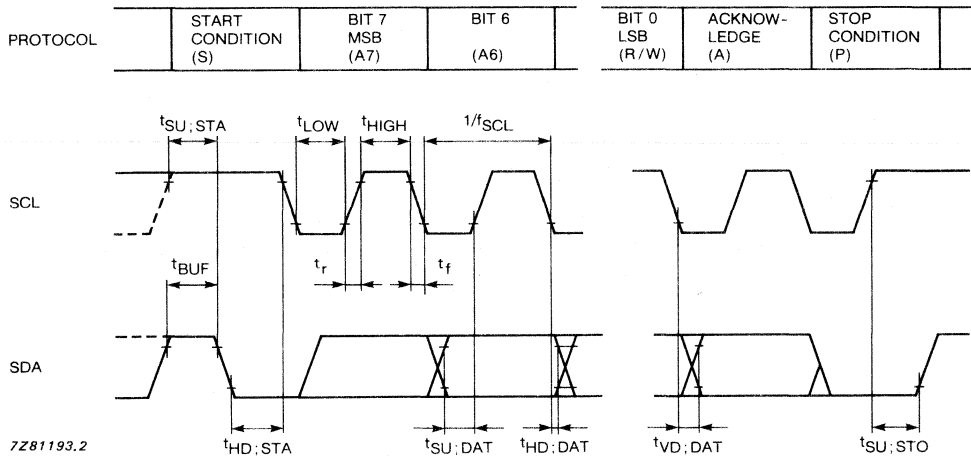 PROTOCOL
START CONDITION (S)
BIT 7 MSB (A7)
BIT 6 (A6)
BIT 0 LSB (R/W)
ACKNOW- LEDGE (A)
STOP CONDITION (P)
tSU;STA
tLOW
tHIGH
1/fSCL
SCL
tBUF
tr
tf
SDA
tHD;STA
tSU;DAT
tHD;DAT
tVD;DAT
tSU;STO
7Z81193.2